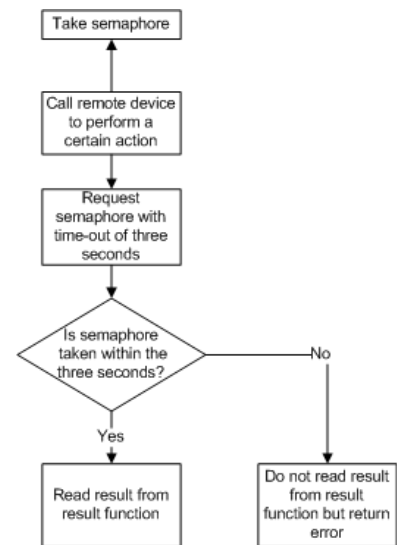 Take semaphore
Call remote device
to perform a
certain action
Request
semaphore with
time-out of three
seconds
Is semaphore
taken within the
three seconds?
No
Yes
Read result from
result function
Do not read result
from result
function but return
error